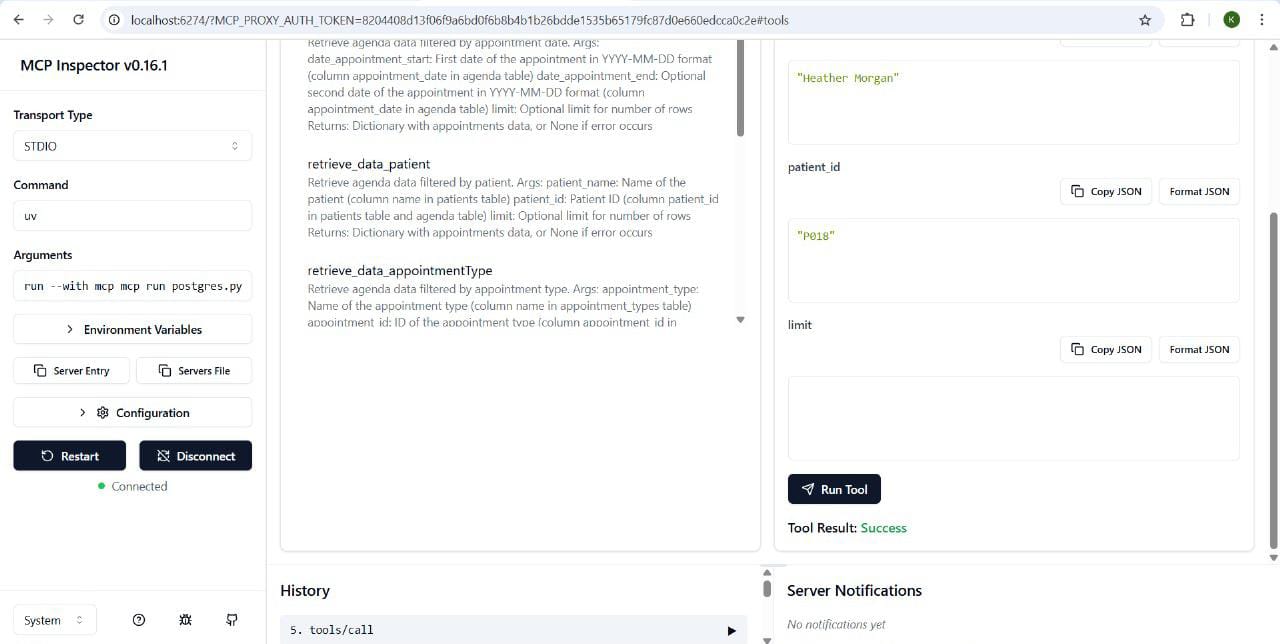 localhost:6274/?MCP_PROXY_AUTH_TOKEN=8204408d13f06f9a6bd0f6b8b4b1b26bdde1535b65179fc87d0e660edcca0c2e#tools
K
MCP Inspector v0.16.1
Transport Type
STDIO
Command
uv
Arguments
run --with mcp mcp run postgres.py
Environment Variables
Server Entry
Servers File
Configuration
Restart
Disconnect
Connected
System
Retrieve agenda data filtered by appointment date. Args:
date_appointment_start: First date of the appointment in YYYY-MM-DD format
(column appointment_date in agenda table) date_appointment_end: Optional
second date of the appointment in YYYY-MM-DD format (column
appointment_date in agenda table) limit: Optional limit for number of rows
Returns: Dictionary with appointments data, or None if error occurs
retrieve_data_patient
Retrieve agenda data filtered by patient. Args: patient_name: Name of the
patient (column name in patients table) patient_id: Patient ID (column patient_id
in patients table and agenda table) limit: Optional limit for number of rows
Returns: Dictionary with appointments data, or None if error occurs
retrieve_data_appointmentType
Retrieve agenda data filtered by appointment type. Args: appointment_type:
Name of the appointment type (column name in appointment_types table)
appointment_id: ID of the appointment type (column appointment_id in
"Heather Morgan"
patient_id
Copy JSON
Format JSON
"P018"
limit
Copy JSON
Format JSON
Run Tool
Tool Result: Success
History
5. tools/call
Server Notifications
No notifications yet